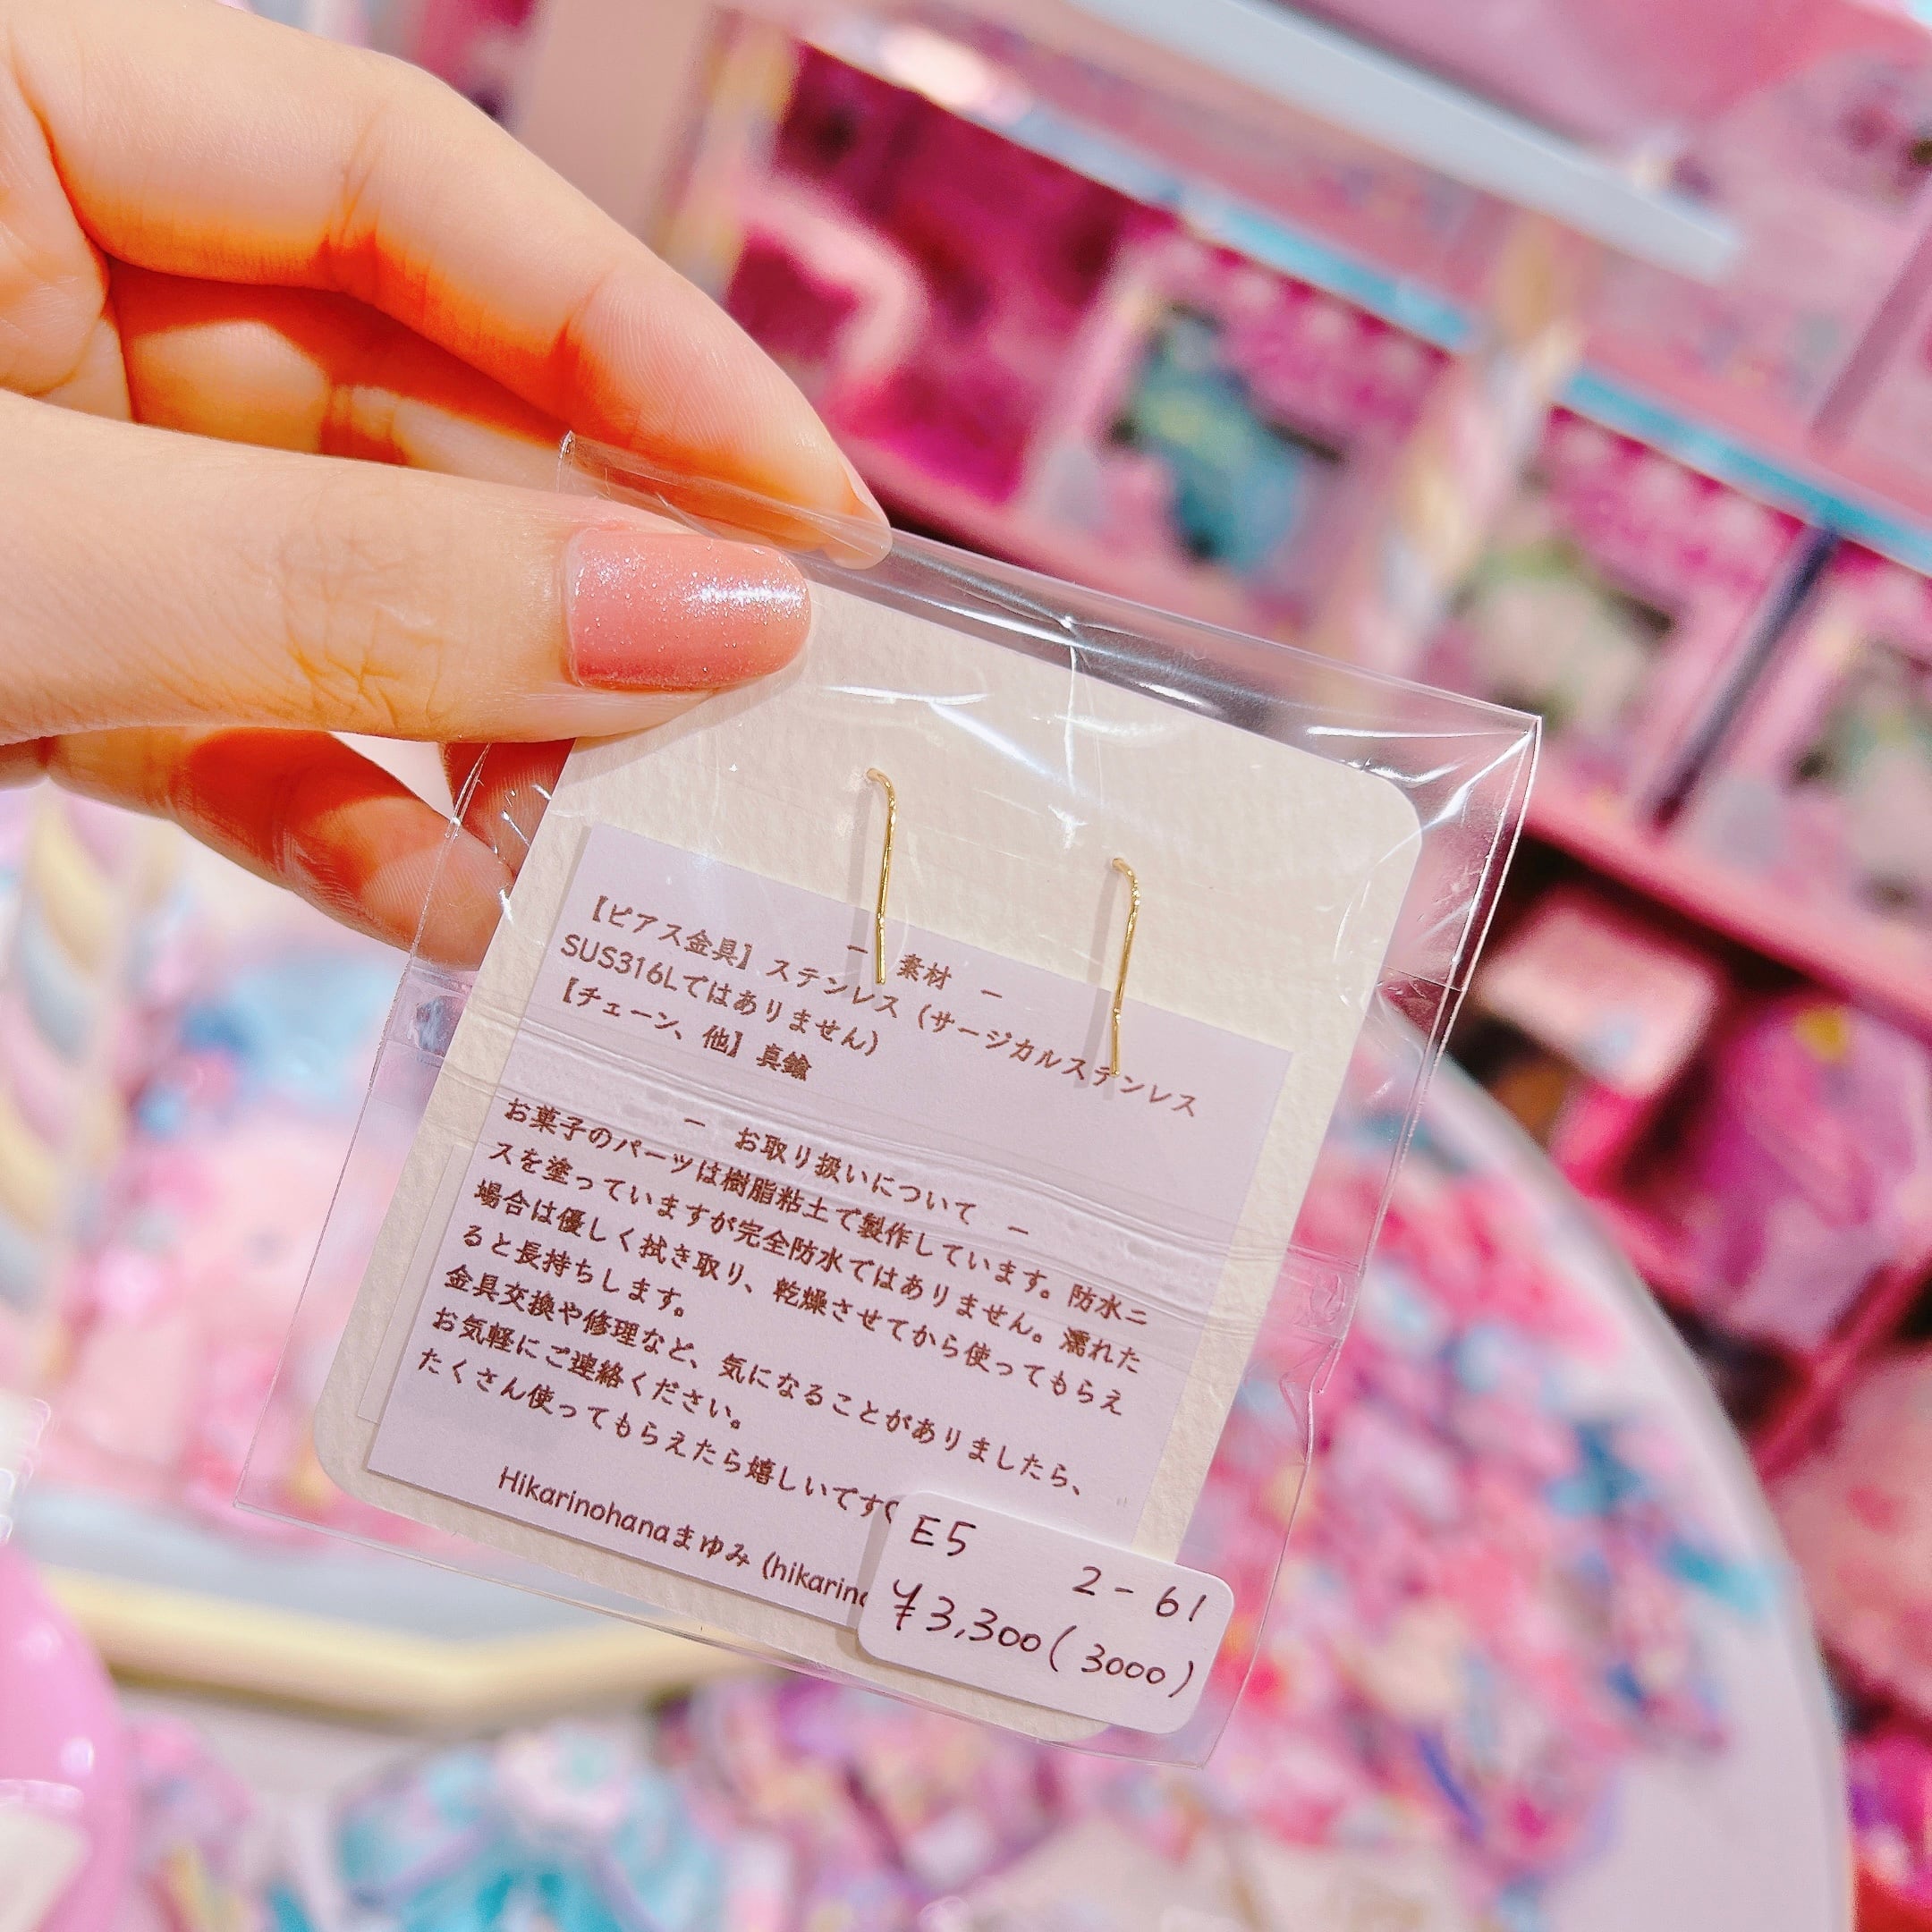 ー 素材 ー
【ピアス金具】ステンレス（サージカルステンレス
SUS316Lではありません）
【チェーン、他】真鍮
ー お取り扱いについて ー
お菓子のパーツは樹脂粘土で製作しています。防水ニ
スを塗っていますが完全防水ではありません。濡れた
場合は優しく拭き取り、乾燥させてから使ってもらえ
ると長持ちします。
金具交換や修理など、気になることがありましたら、
お気軽にご連絡ください。
たくさん使ってもらえたら嬉しいです
Hikarinohanaまゆみ (hikarino
E5 2-61
¥3,300(3000)